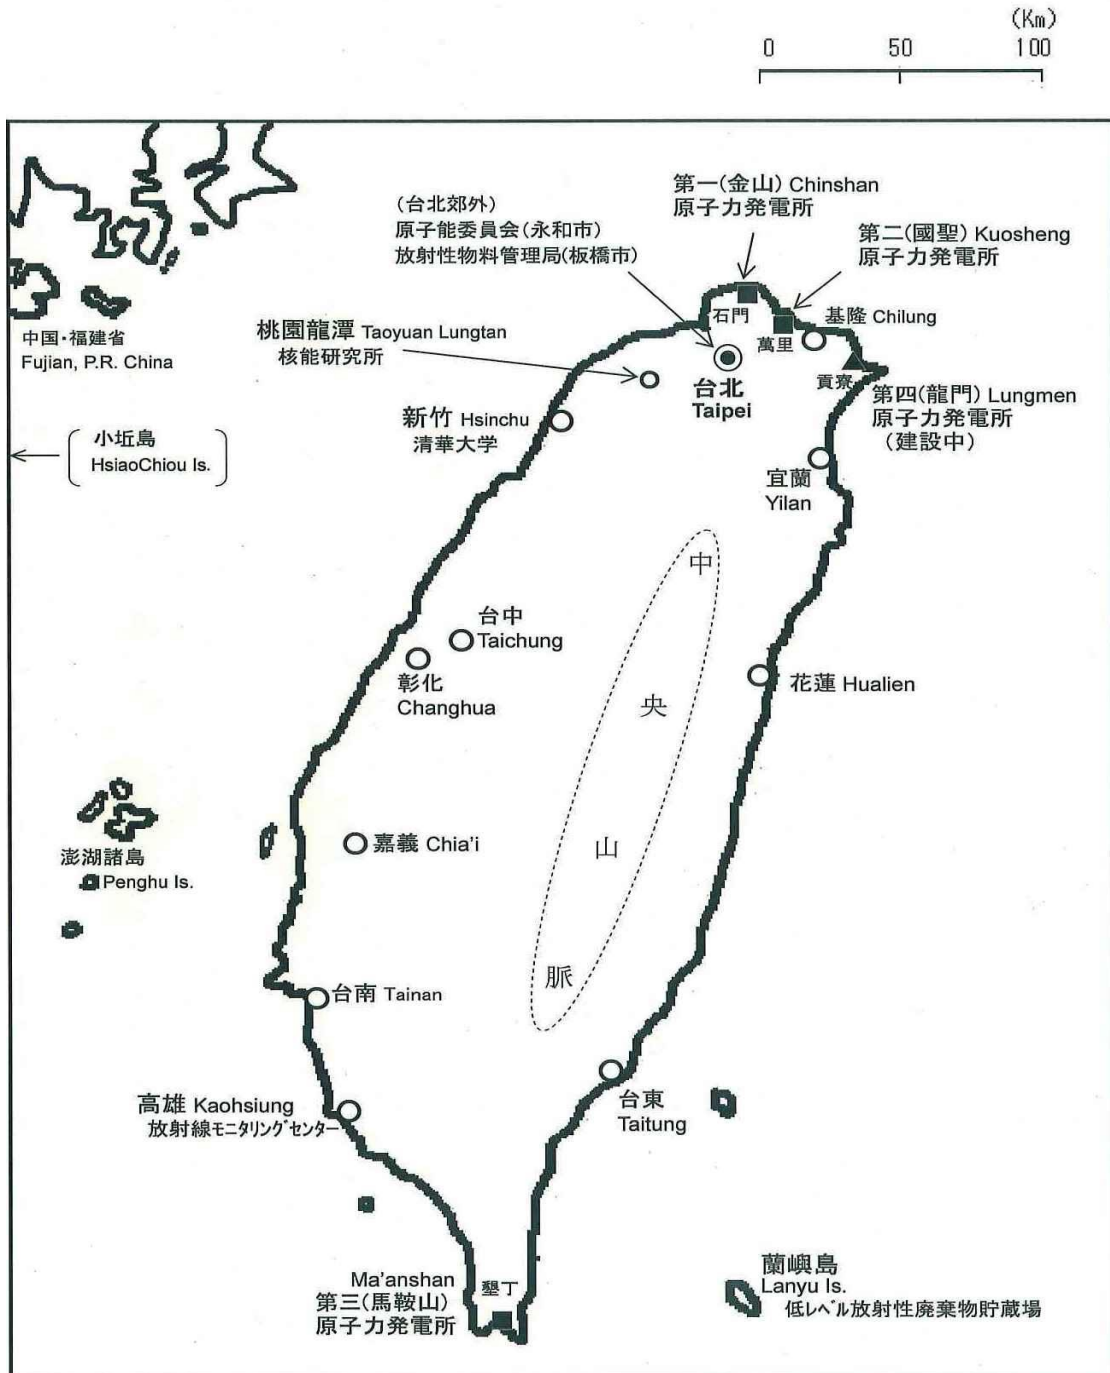 (Km)
0 50 100
第一(金山) Chinshan
原子力発電所
(台北郊外)
原子能委員会(永和市)
放射性物料管理局(板橋市)
第二(國聖) Kuosheng
原子力発電所
中国・福建省
Fujian, P.R. China
桃園龍潭 Taoyuan Lungtan
核能研究所
石門
萬里
基隆 Chilung
貢寮
台北
Taipei
第四(龍門) Lungmen
原子力発電所
(建設中)
新竹 Hsinchu
清華大学
小坵島
HsiaoChiou Is.
宜蘭
Yilan
中央山脈
台中
Taichung
彰化
Changhua
花蓮 Hualien
嘉義 Chia'i
澎湖諸島
Penghu Is.
台南 Tainan
高雄 Kaohsiung
放射線モニタリングセンター
台東
Taitung
Ma'anshan
第三(馬鞍山)
原子力発電所
墾丁
蘭嶼島
Lanyu Is.
低レベル放射性廃棄物貯蔵場